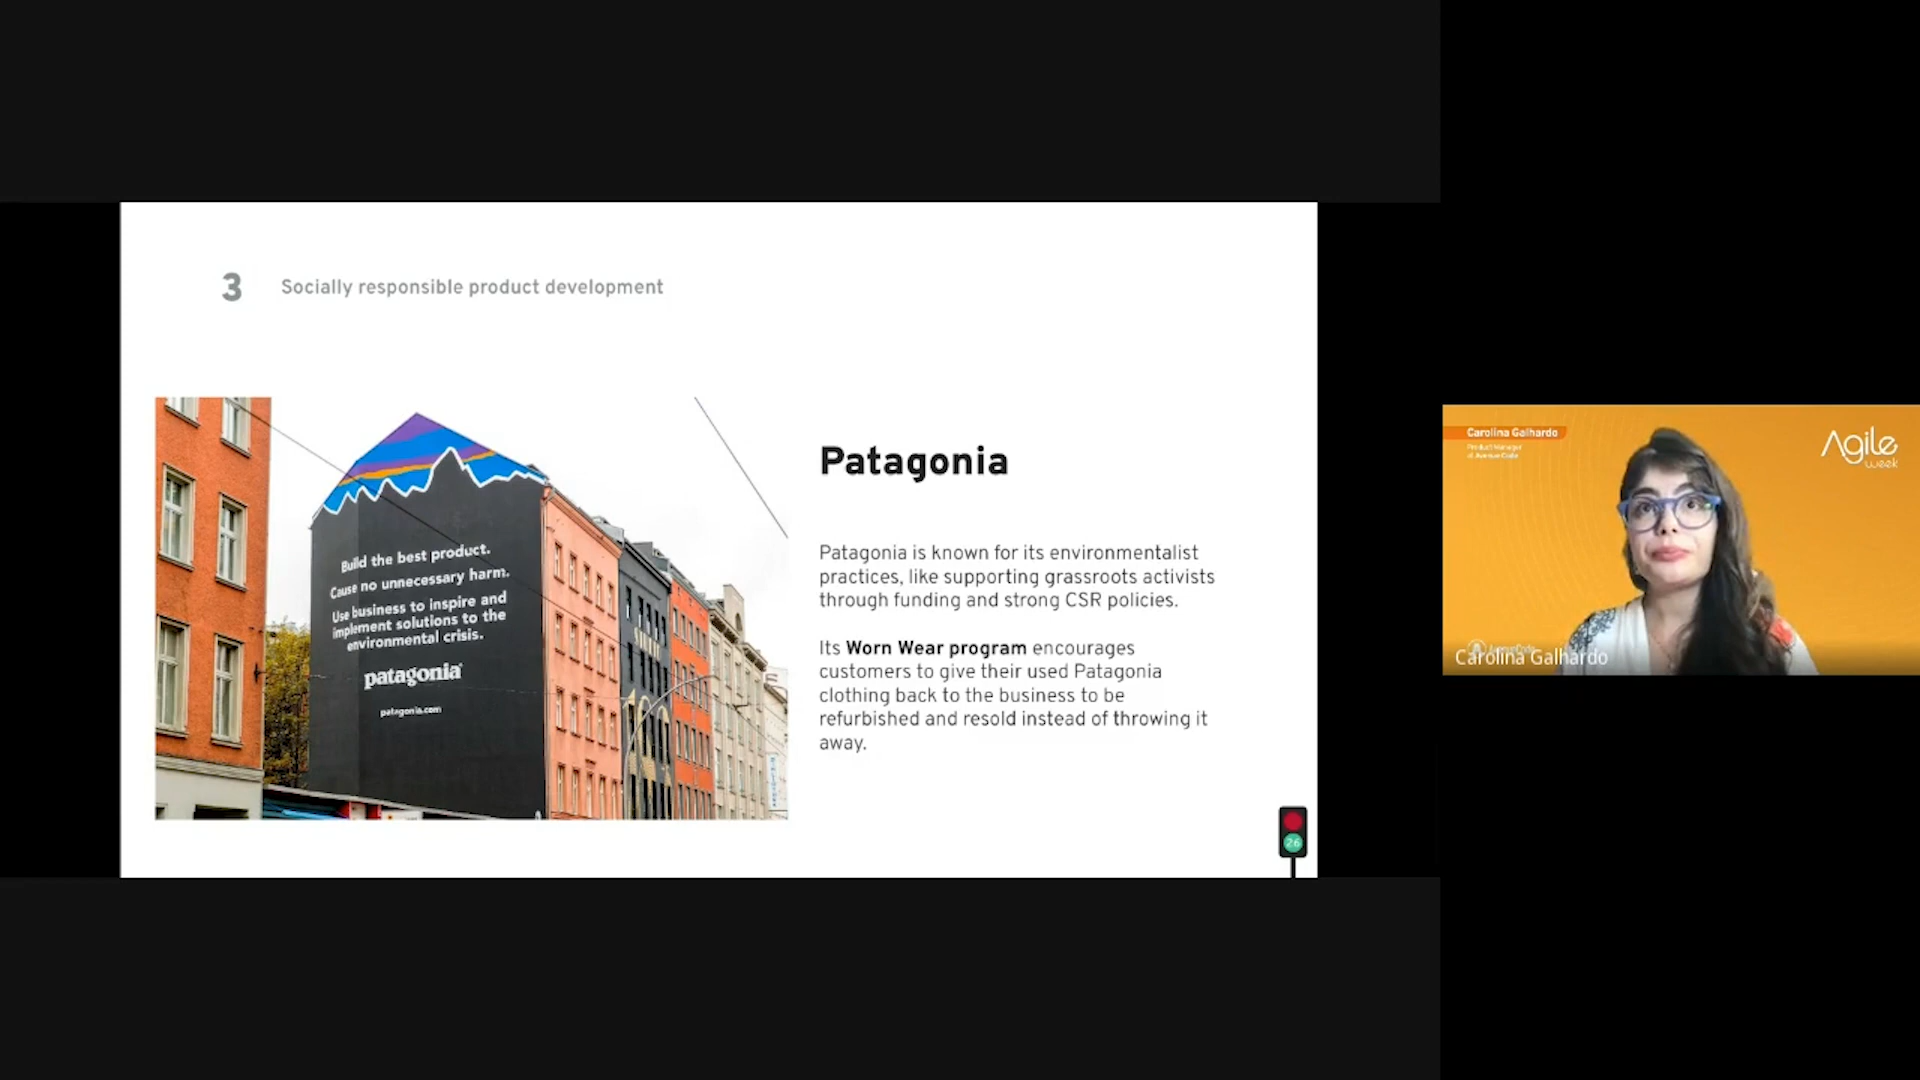 3 Socially responsible product development
Build the best product.
Cause no unnecessary harm.
Use business to inspire and
implement solutions to the
environmental crisis.
patagonia
patagonia.com
Patagonia
Patagonia is known for its environmentalist
practices, like supporting grassroots activists
through funding and strong CSR policies.
Its Worn Wear program encourages
customers to give their used Patagonia
clothing back to the business to be
refurbished and resold instead of throwing it
away.
26
Carolina Galhardo
Product Manager
at Avenue Code
Agile
week
Carolina Galhardo